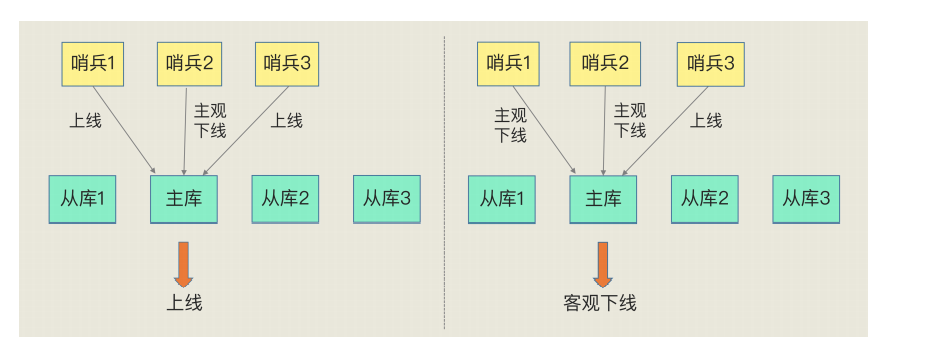 哨兵1
哨兵2
哨兵3
上线
主观
下线
上线
从库1
主库
从库2
从库3
上线
哨兵1
哨兵2
哨兵3
主观
下线
主观
下线
上线
从库1
主库
从库2
从库3
客观下线